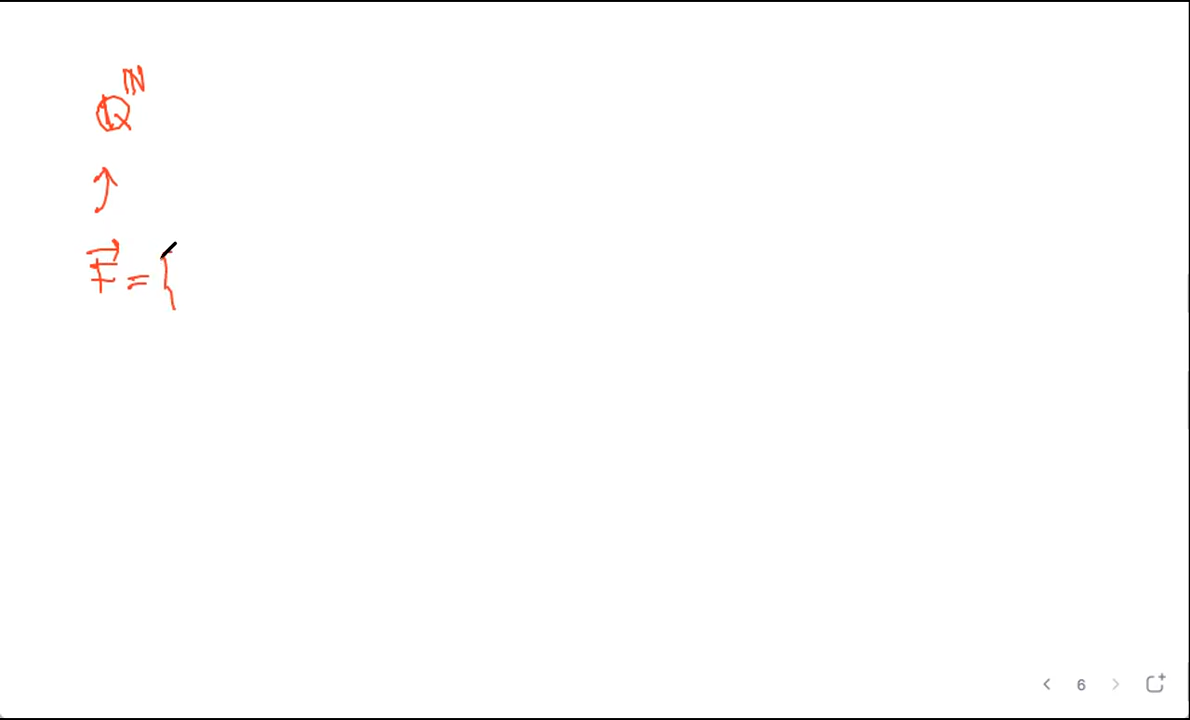 ℚ^ℕ
↑
F⃗ = {
6